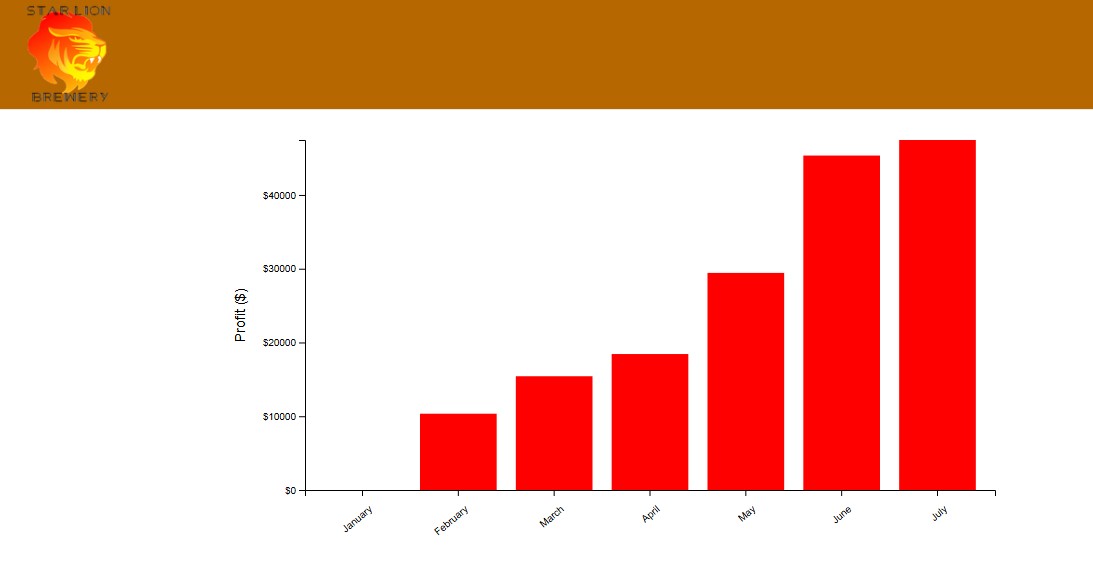 STAR LION
BREWERY
$40000
$30000
$20000
$10000
$0
Profit ($)
January
February
March
April
May
June
July